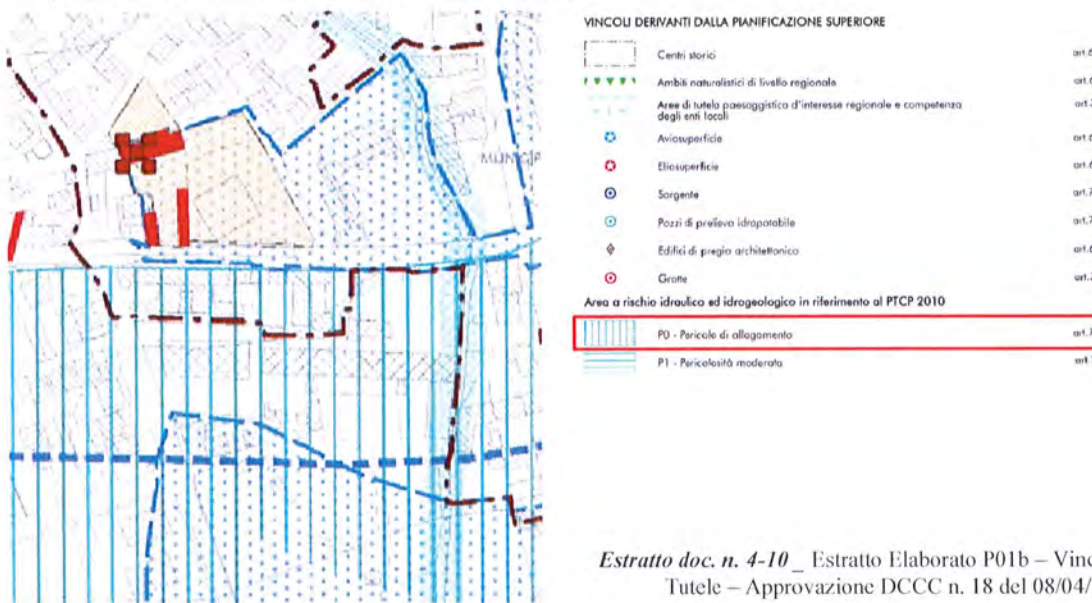 VINCOLI DERIVANTI DALLA PIANIFICAZIONE SUPERIORE
Centri storici
Ambiti naturalistici di livello regionale
Aree di tutela paesaggistica d'interesse regionale e competenza
degli enti locali
Aviosuperficie
Eliosuperficie
Sorgente
Pozzi di prelievo idropotabile
Edifici di pregio architettonico
Grotte
Area a rischio idraulico ed idrogeologico in riferimento al PTCP 2010
P0 - Pericolo di allagamento
P1 - Pericolosità moderata
Estratto doc. n. 4-10_ Estratto Elaborato P01b – Vinc
Tutele – Approvazione DCCC n. 18 del 08/04/